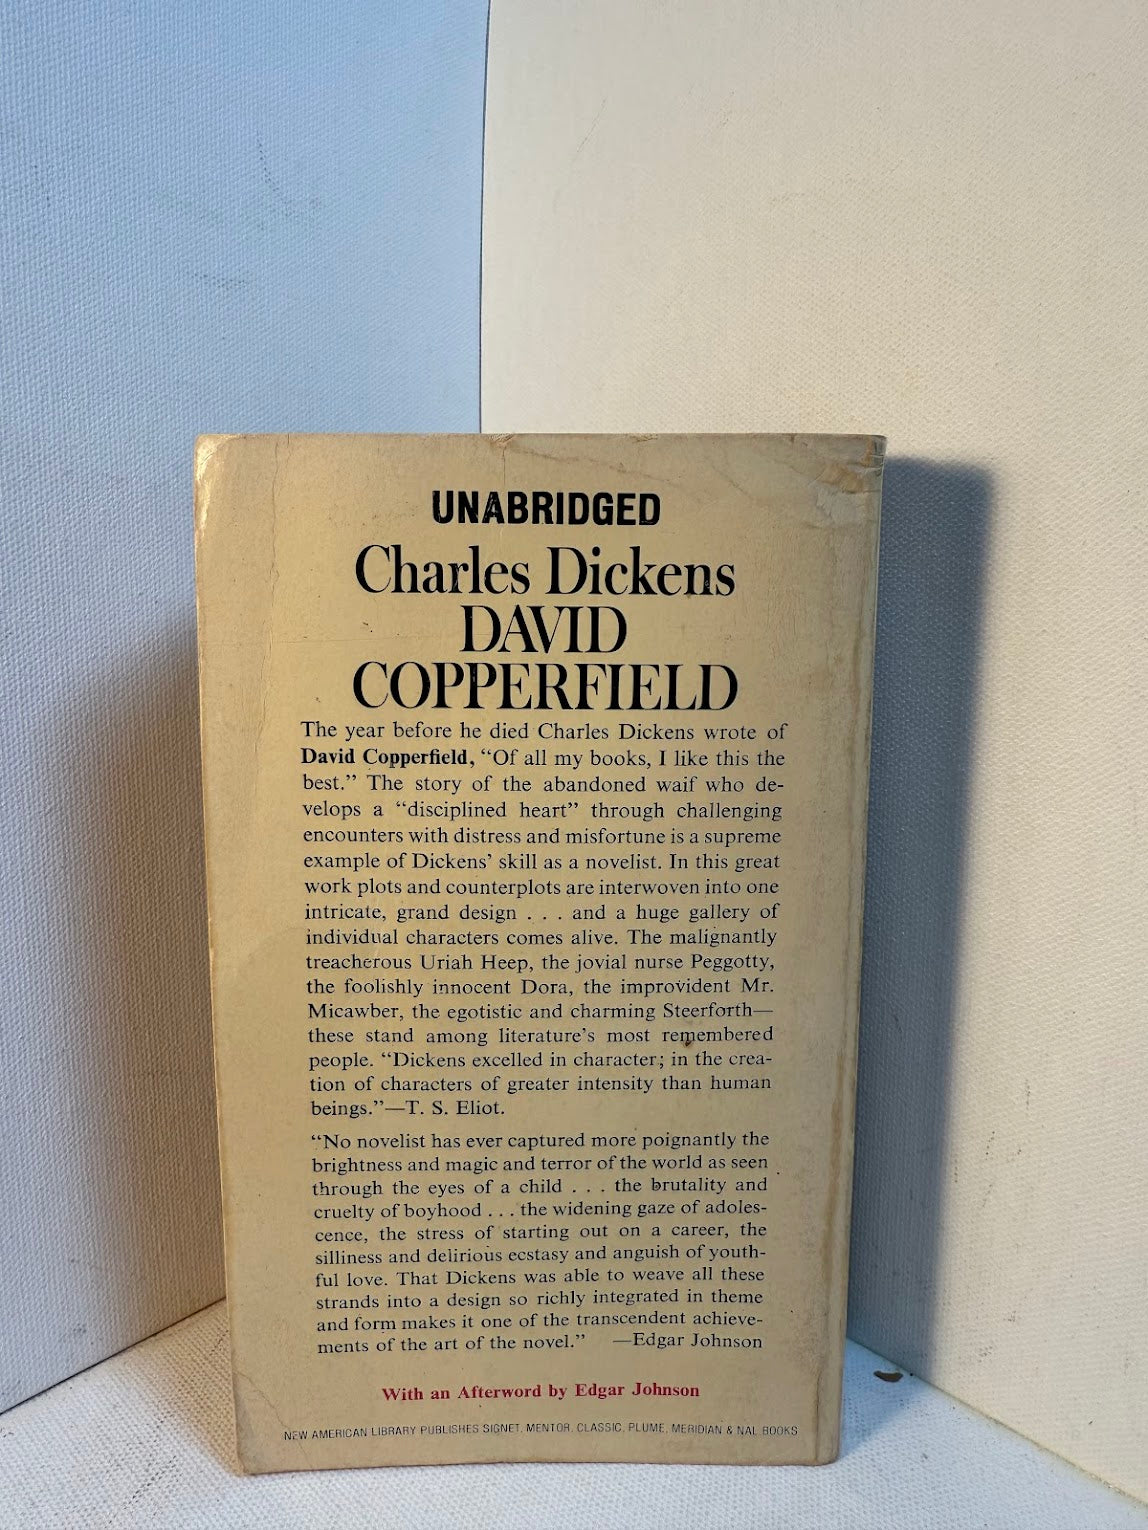 UNABRIDGED
Charles Dickens
DAVID
COPPERFIELD
The year before he died Charles Dickens wrote of
David Copperfield, “Of all my books, I like this the
best.” The story of the abandoned waif who de-
velops a “disciplined heart” through challenging
encounters with distress and misfortune is a supreme
example of Dickens’ skill as a novelist. In this great
work plots and counterplots are interwoven into one
intricate, grand design . . . and a huge gallery of
individual characters comes alive. The malignantly
treacherous Uriah Heep, the jovial nurse Peggotty,
the foolishly innocent Dora, the improvident Mr.
Micawber, the egotistic and charming Steerforth—
these stand among literature’s most remembered
people. “Dickens excelled in character; in the crea-
tion of characters of greater intensity than human
beings.”—T. S. Eliot.
“No novelist has ever captured more poignantly the
brightness and magic and terror of the world as seen
through the eyes of a child . . . the brutality and
cruelty of boyhood . . . the widening gaze of adoles-
cence, the stress of starting out on a career, the
silliness and delirious ecstasy and anguish of youth-
ful love. That Dickens was able to weave all these
strands into a design so richly integrated in theme
and form makes it one of the transcendent achieve-
ments of the art of the novel.” —Edgar Johnson
With an Afterword by Edgar Johnson
NEW AMERICAN LIBRARY PUBLISHES SIGNET, MENTOR, CLASSIC, PLUME, MERIDIAN & NAL BOOKS